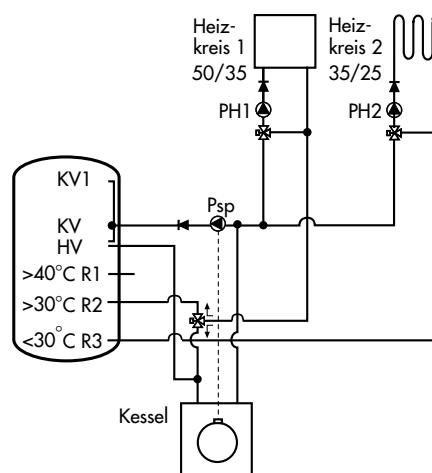 Heiz-
kreis 1
50/35
Heiz-
kreis 2
35/25
PH1
PH2
KV1
Psp
KV
HV
>40°C R1
>30°C R2
<30°C R3
Kessel